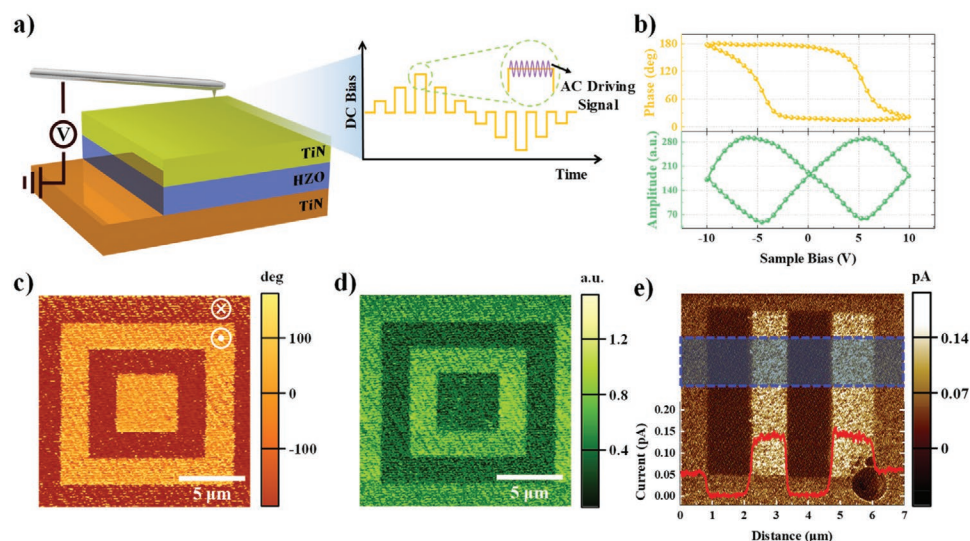 a)
V
TiN
HZO
TiN
DC Bias
AC Driving
Signal
Time
b)
Phase (deg)
180
120
60
0
Amplitude (a.u.)
280
210
140
70
-10
-5
0
5
10
Sample Bias (V)
c)
deg
100
0
-100
5 μm
d)
a.u.
1.2
0.8
0.4
5 μm
e)
pA
0.14
0.07
0
Current (pA)
0.20
0.15
0.10
0.05
0.00
0
1
2
3
4
5
6
7
Distance (μm)